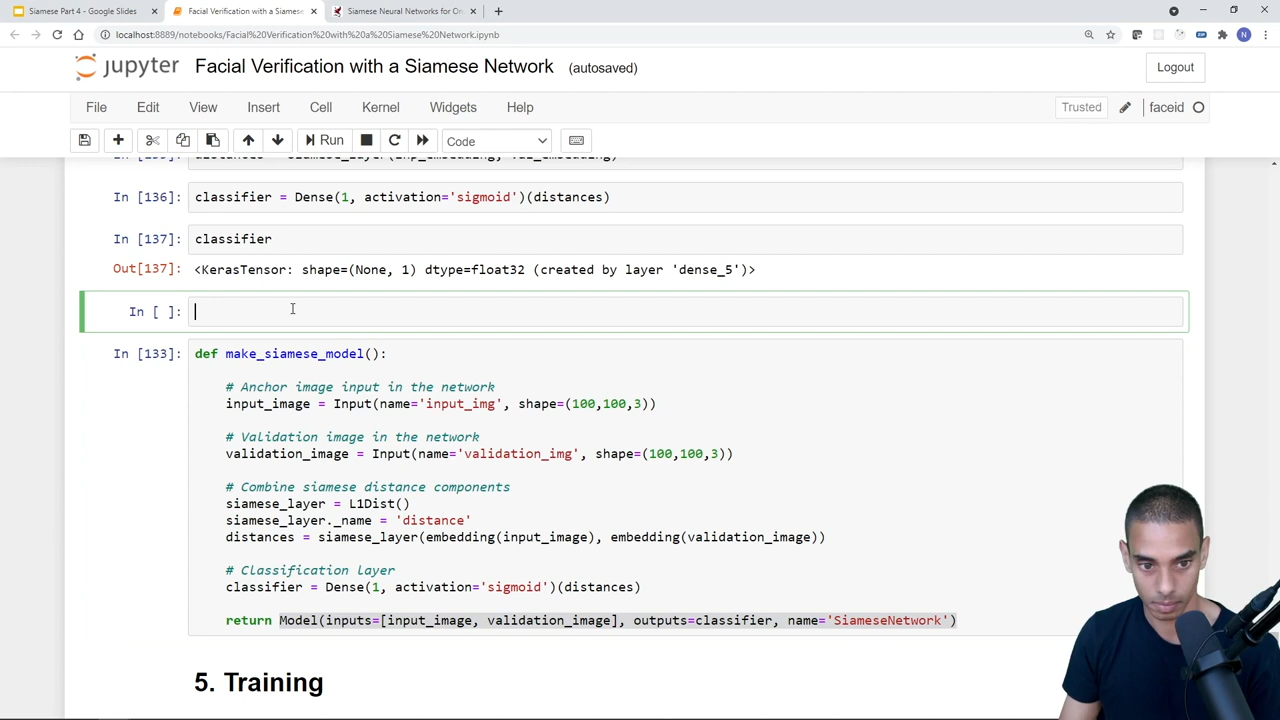 Siamese Part 4 - Google Slides
Facial Verification with a Siamese
Siamese Neural Networks for On
localhost:8889/notebooks/Facial%20Verification%20with%20a%20Siamese%20Network.ipynb
N
jupyter Facial Verification with a Siamese Network (autosaved)
Logout
File Edit View Insert Cell Kernel Widgets Help
Trusted faceid
Run Code
In [136]: classifier = Dense(1, activation='sigmoid')(distances)
In [137]: classifier
Out[137]: <KerasTensor: shape=(None, 1) dtype=float32 (created by layer 'dense_5')>
In [ ]:
In [133]: def make_siamese_model():
# Anchor image input in the network
input_image = Input(name='input_img', shape=(100,100,3))
# Validation image in the network
validation_image = Input(name='validation_img', shape=(100,100,3))
# Combine siamese distance components
siamese_layer = L1Dist()
siamese_layer._name = 'distance'
distances = siamese_layer(embedding(input_image), embedding(validation_image))
# Classification layer
classifier = Dense(1, activation='sigmoid')(distances)
return Model(inputs=[input_image, validation_image], outputs=classifier, name='SiameseNetwork')
5. Training